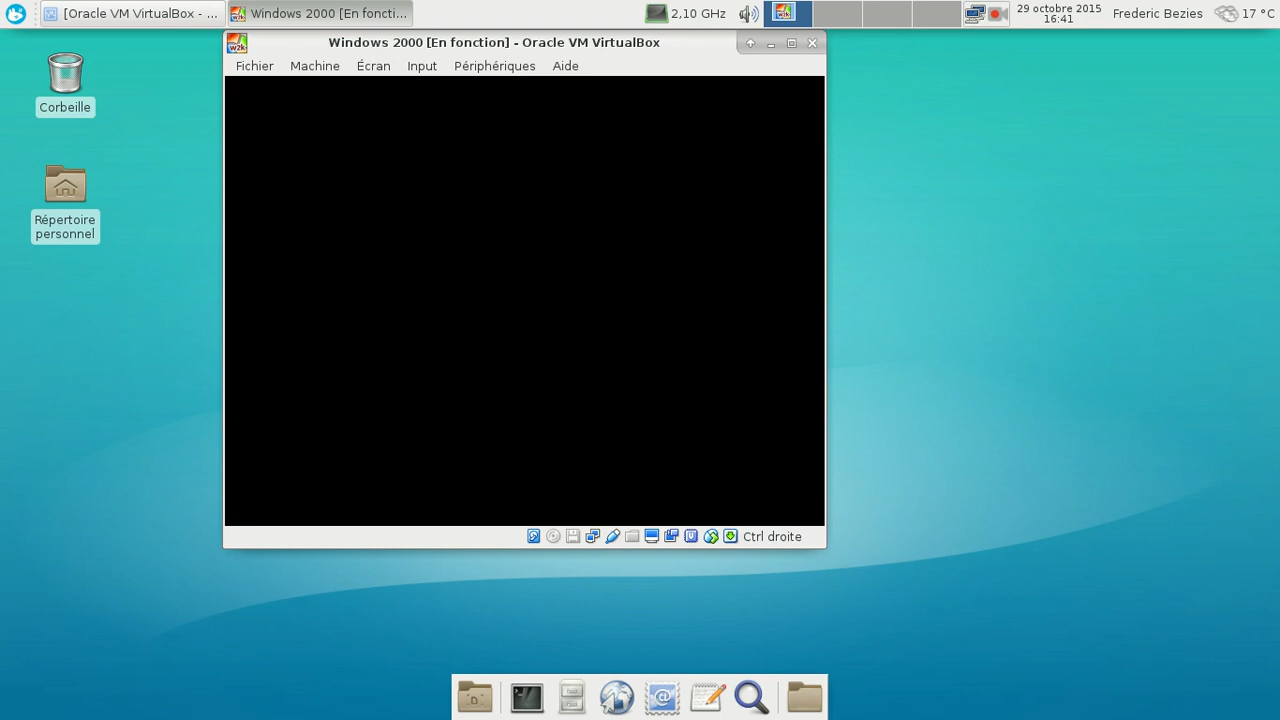 [Oracle VM VirtualBox - ...
Windows 2000 [En foncti...
2,10 GHz
29 octobre 2015
16:41
Frederic Bezies
17 °C
Windows 2000 [En fonction] - Oracle VM VirtualBox
Fichier Machine Écran Input Périphériques Aide
Corbeille
Répertoire
personnel
Ctrl droite